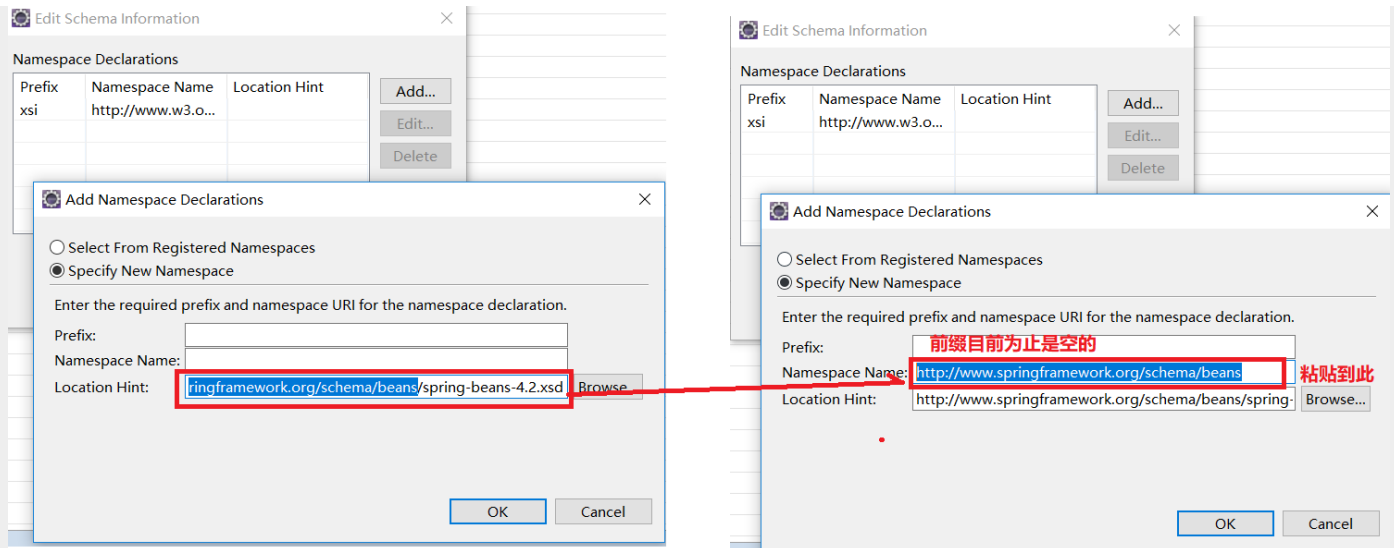 Edit Schema Information
Namespace Declarations
Prefix Namespace Name Location Hint
xsi http://www.w3.o...
Add...
Edit...
Delete
Add Namespace Declarations
Select From Registered Namespaces
Specify New Namespace
Enter the required prefix and namespace URI for the namespace declaration.
Prefix:
Namespace Name:
Location Hint: ringframework.org/schema/beans/spring-beans-4.2.xsd Browse...
OK Cancel
Edit Schema Information
Namespace Declarations
Prefix Namespace Name Location Hint
xsi http://www.w3.o...
Add...
Edit...
Delete
Add Namespace Declarations
Select From Registered Namespaces
Specify New Namespace
Enter the required prefix and namespace URI for the namespace declaration.
Prefix: 前缀目前为止是空的
Namespace Name: http://www.springframework.org/schema/beans 粘贴到此
Location Hint: http://www.springframework.org/schema/beans/spring- Browse...
OK Cancel